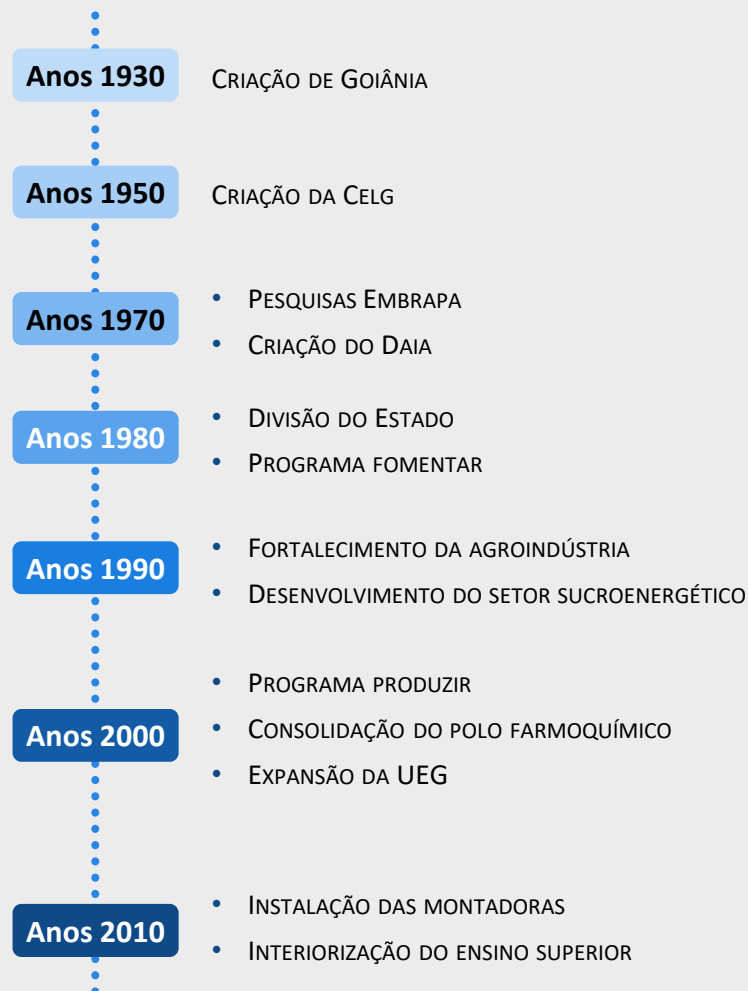 Anos 1930
Criação de Goiânia
Anos 1950
Criação da Celg
Anos 1970
• Pesquisas Embrapa
• Criação do Daia
Anos 1980
• Divisão do Estado
• Programa fomentar
Anos 1990
• Fortalecimento da agroindústria
• Desenvolvimento do setor sucroenergético
Anos 2000
• Programa produzir
• Consolidação do polo farmoquímico
• Expansão da UEG
Anos 2010
• Instalação das montadoras
• Interiorização do ensino superior